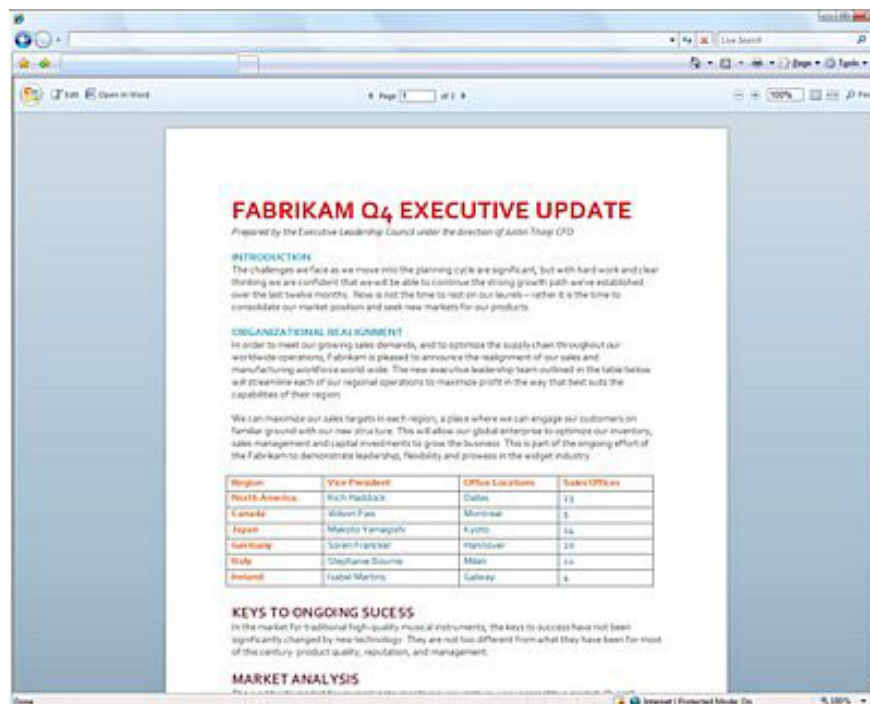 Live Search
Page Tools
Edit Open in Word
Page 1 of 2
100%
FABRIKAM Q4 EXECUTIVE UPDATE
Prepared by the Executive Leadership Council under the direction of Justin Thorp CFO
INTRODUCTION
The challenges we face as we move into the planning cycle are significant, but with hard work and clear
thinking we are confident that we will be able to continue the strong growth path we've established
over the last twelve months. Now is not the time to rest on our laurels—rather it is the time to
consolidate our market position and seek new markets for our products.
ORGANIZATIONAL REALIGNMENT
In order to meet our growing sales demands, and to optimize the supply chain throughout our
worldwide operations, Fabrikam is pleased to announce the realignment of our sales and
manufacturing workforce world wide. The new executive leadership team outlined in the table below
will streamline each of our regional operations to maximize profit in the way that best suits the
capabilities of their region
We can maximize our sales targets in each region, a place where we can engage our customers on
familiar ground with our new structure. This will allow our global enterprise to optimize our inventory,
sales management and capital investments to grow the business. This is part of the ongoing effort of
the Fabrikam to demonstrate leadership, flexibility and prowess in the widget industry.
Region Vice President Office Locations Sales Offices
North America Rich Haddock Dallas 23
Canada Wilson Pais Montreal 5
Japan Makoto Yamagishi Kyoto 14
Germany Soren Francker Hannover
Italy Stephanie Bourne Milan
Ireland Isabel Martins Galway 4
KEYS TO ONGOING SUCESS
In the market for traditional high-quality musical instruments, the keys to success have not been
significantly changed by new technology. They are not too different from what they have been for most
of this century: product quality, reputation, and management.
MARKET ANALYSIS
Done Internet | Protected Mode: On 100%